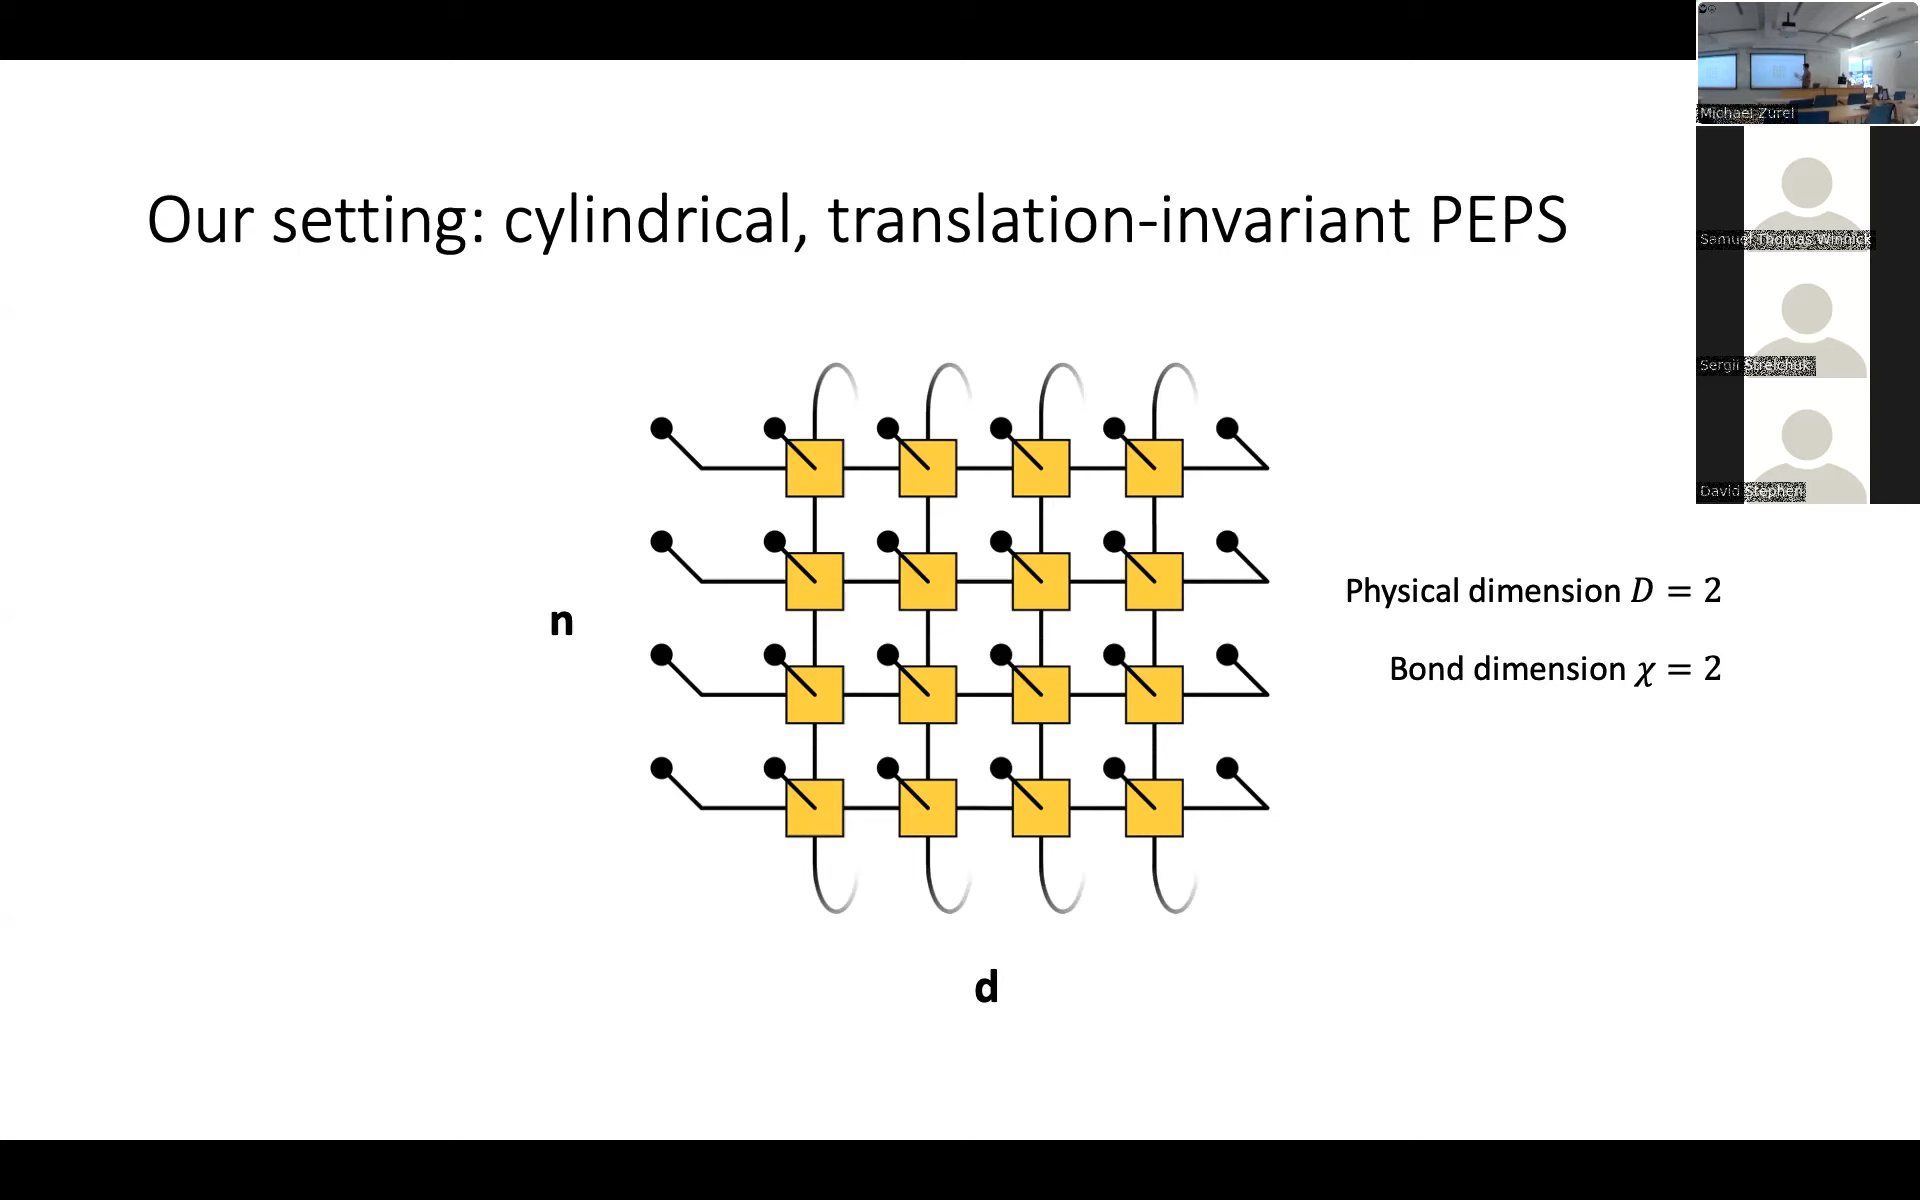 Our setting: cylindrical, translation-invariant PEPS
n
d
Physical dimension D = 2
Bond dimension χ = 2
Michael Zurel
Samuel Thomas Winnick
Sergii Strelchuk
David Stephen